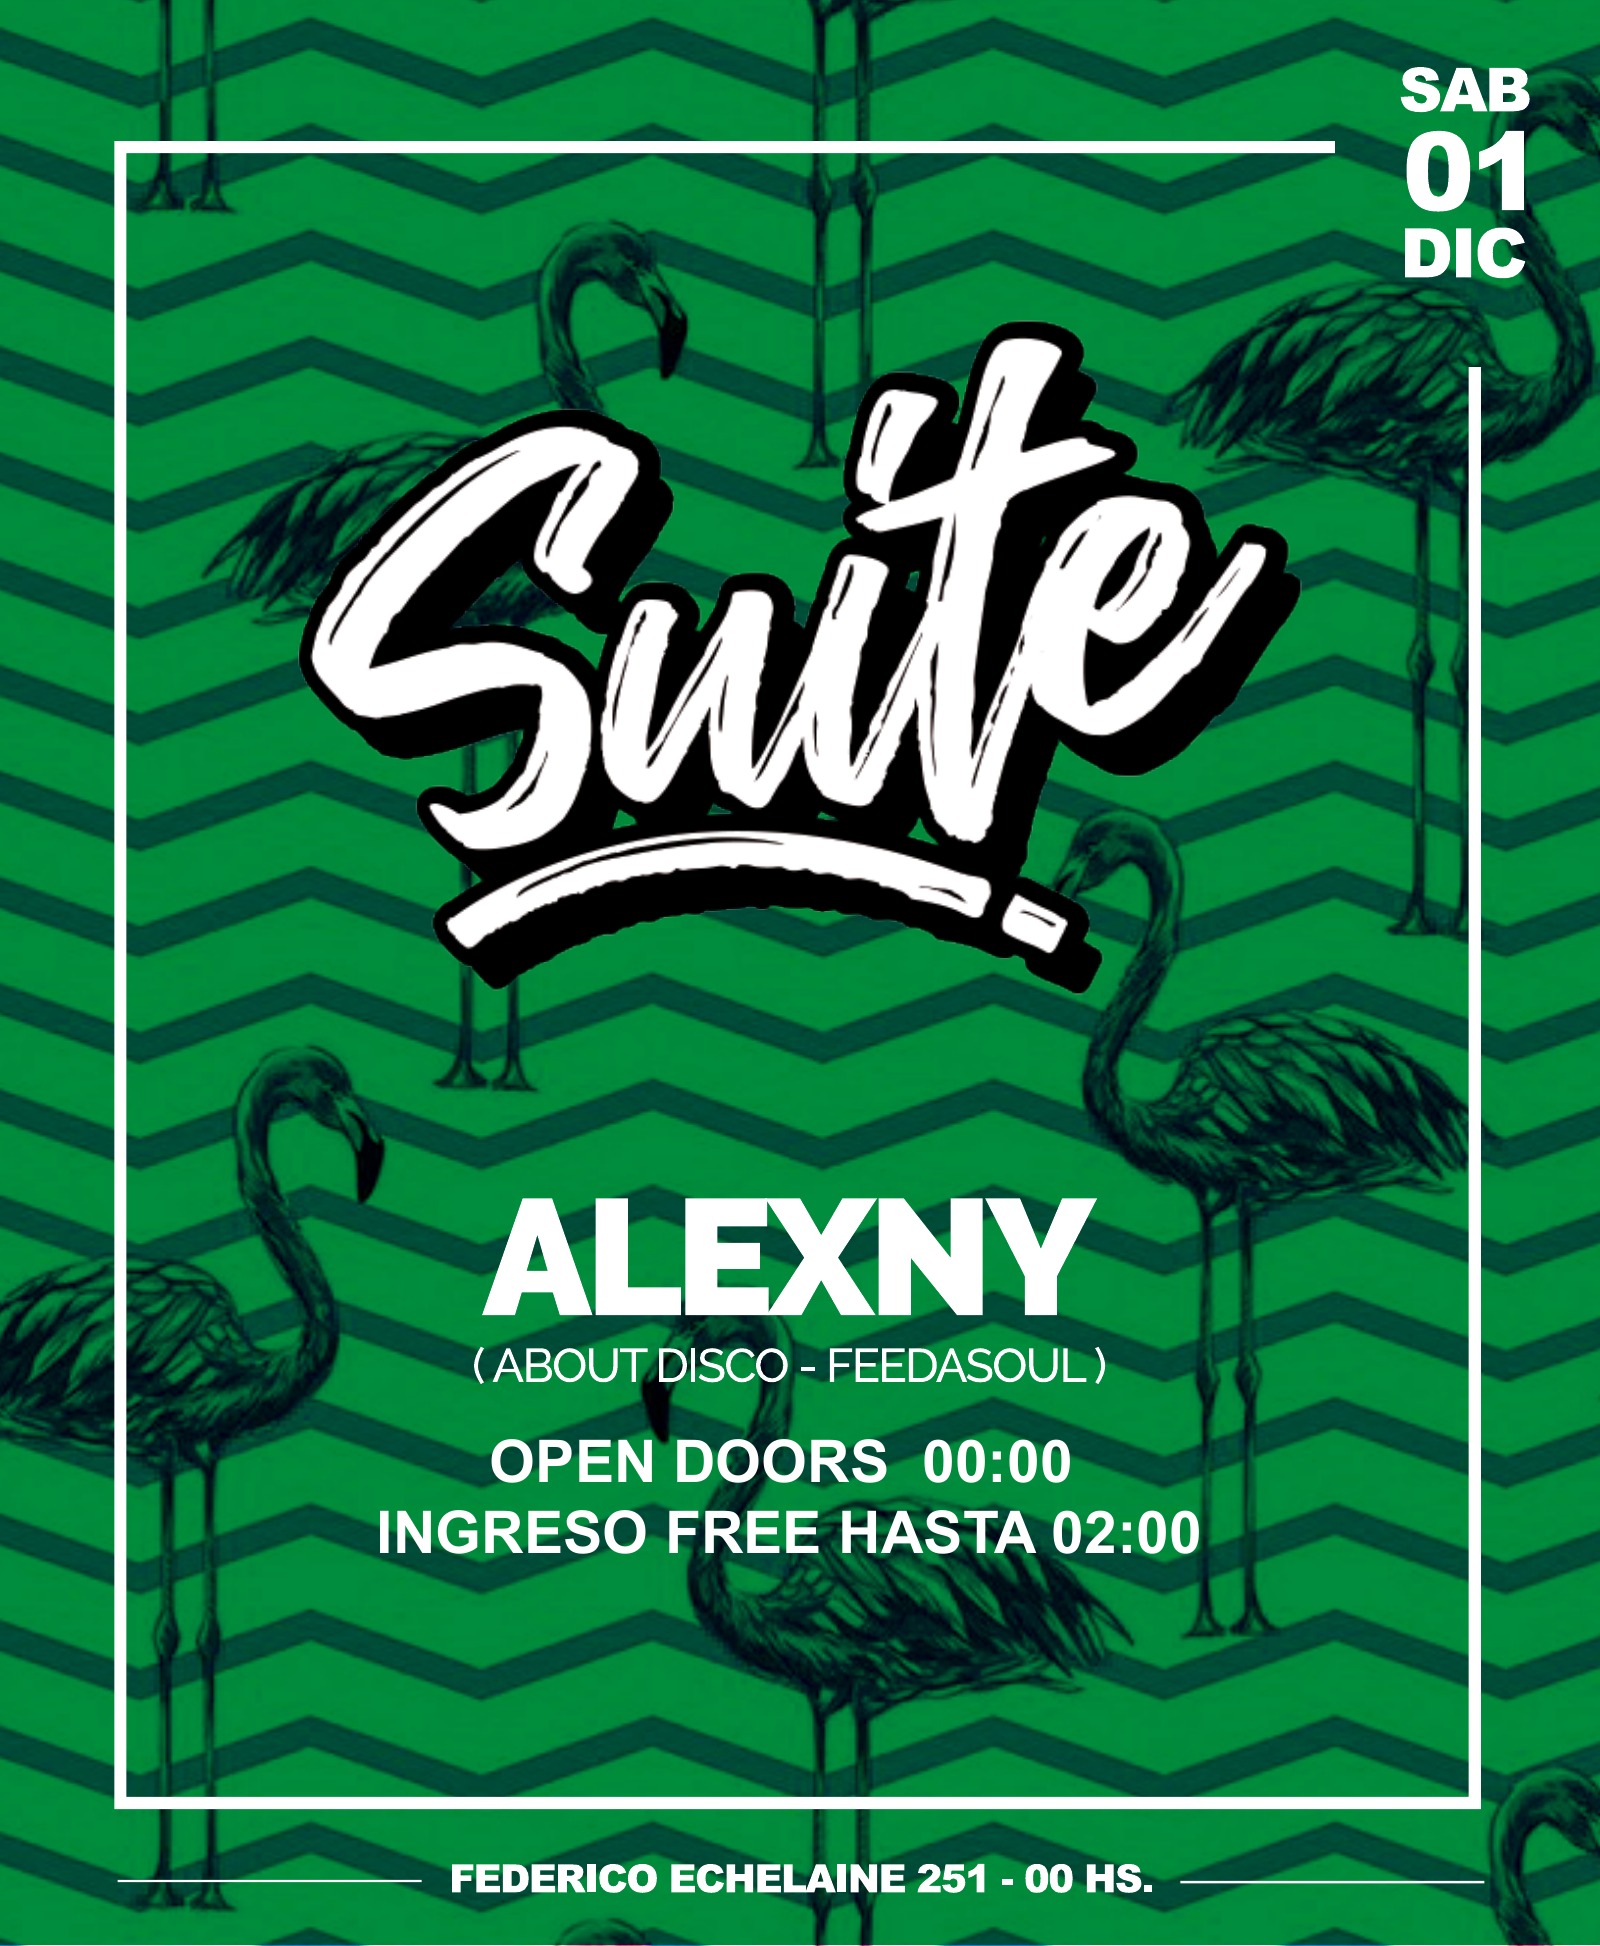 SAB
01
DIC
Suite
ALEXNY
( ABOUT DISCO - FEEDASOUL )
OPEN DOORS 00:00
INGRESO FREE HASTA 02:00
FEDERICO ECHELAINE 251 - 00 HS.